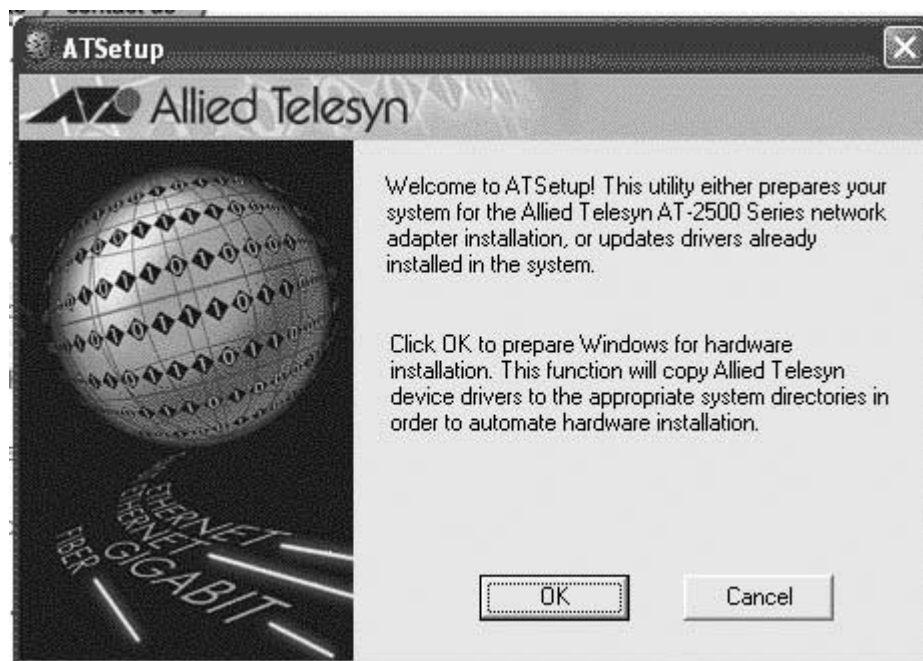 contact us
ATSetup
Allied Telesyn
Welcome to ATSetup! This utility either prepares your
system for the Allied Telesyn AT-2500 Series network
adapter installation, or updates drivers already
installed in the system.
Click OK to prepare Windows for hardware
installation. This function will copy Allied Telesyn
device drivers to the appropriate system directories in
order to automate hardware installation.
ETHERNET
ETHERNET
GIGABIT
FIBER
OK
Cancel